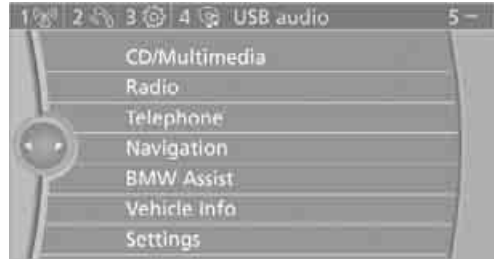 1 2 3 4 USB audio 5
CD/Multimedia
Radio
Telephone
Navigation
BMW Assist
Vehicle Info
Settings